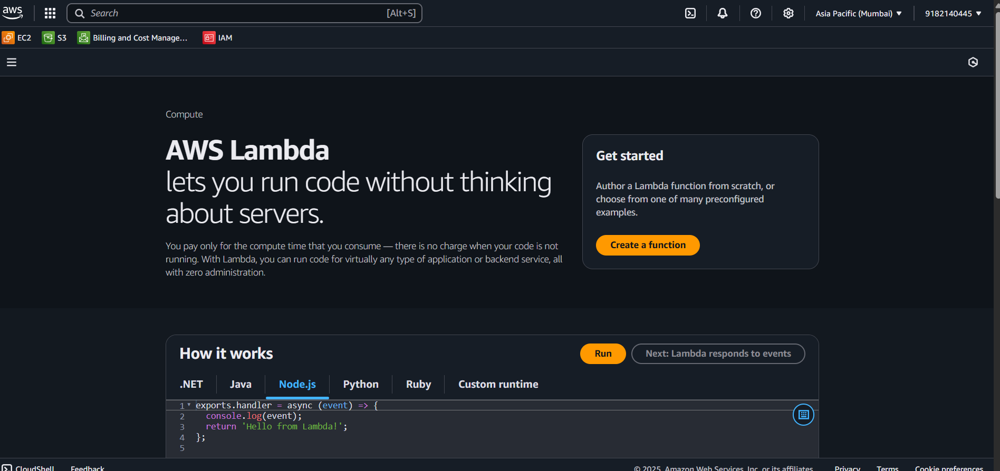 aws
Search [Alt+S]
Asia Pacific (Mumbai)
9182140445
EC2
S3
Billing and Cost Manage...
IAM
Compute
AWS Lambda
lets you run code without thinking
about servers.
You pay only for the compute time that you consume — there is no charge when your code is not
running. With Lambda, you can run code for virtually any type of application or backend service, all
with zero administration.
Get started
Author a Lambda function from scratch, or
choose from one of many preconfigured
examples.
Create a function
How it works
Run
Next: Lambda responds to events
.NET
Java
Node.js
Python
Ruby
Custom runtime
1 exports.handler = async (event) => {
2   console.log(event);
3   return 'Hello from Lambda!';
4 };
5
CloudShell
Feedback
© 2025, Amazon Web Services, Inc. or its affiliates.
Privacy
Terms
Cookie preferences